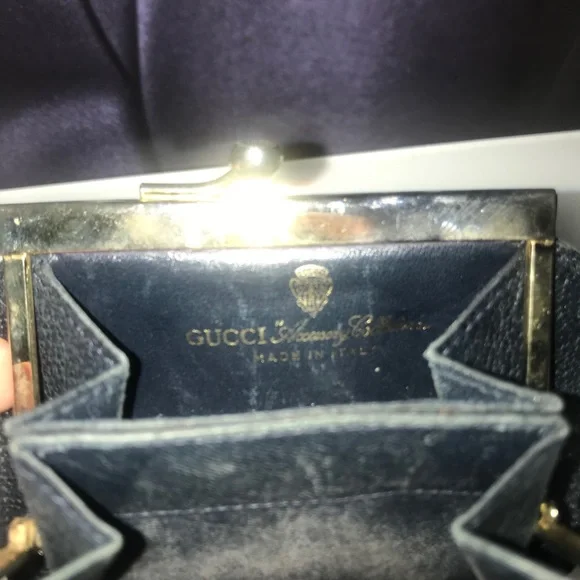 GUCCI Accessory Collection
MADE IN ITALY